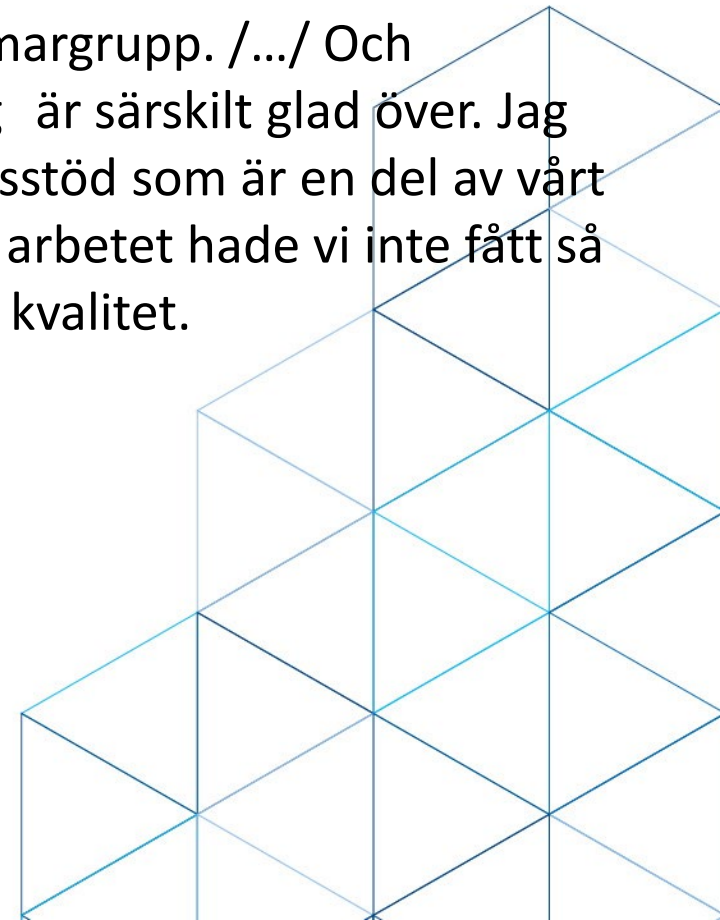 margrupp. /…/ Och
är särskilt glad över. Jag
sstöd som är en del av vårt
arbetet hade vi inte fått så
kvalitet.